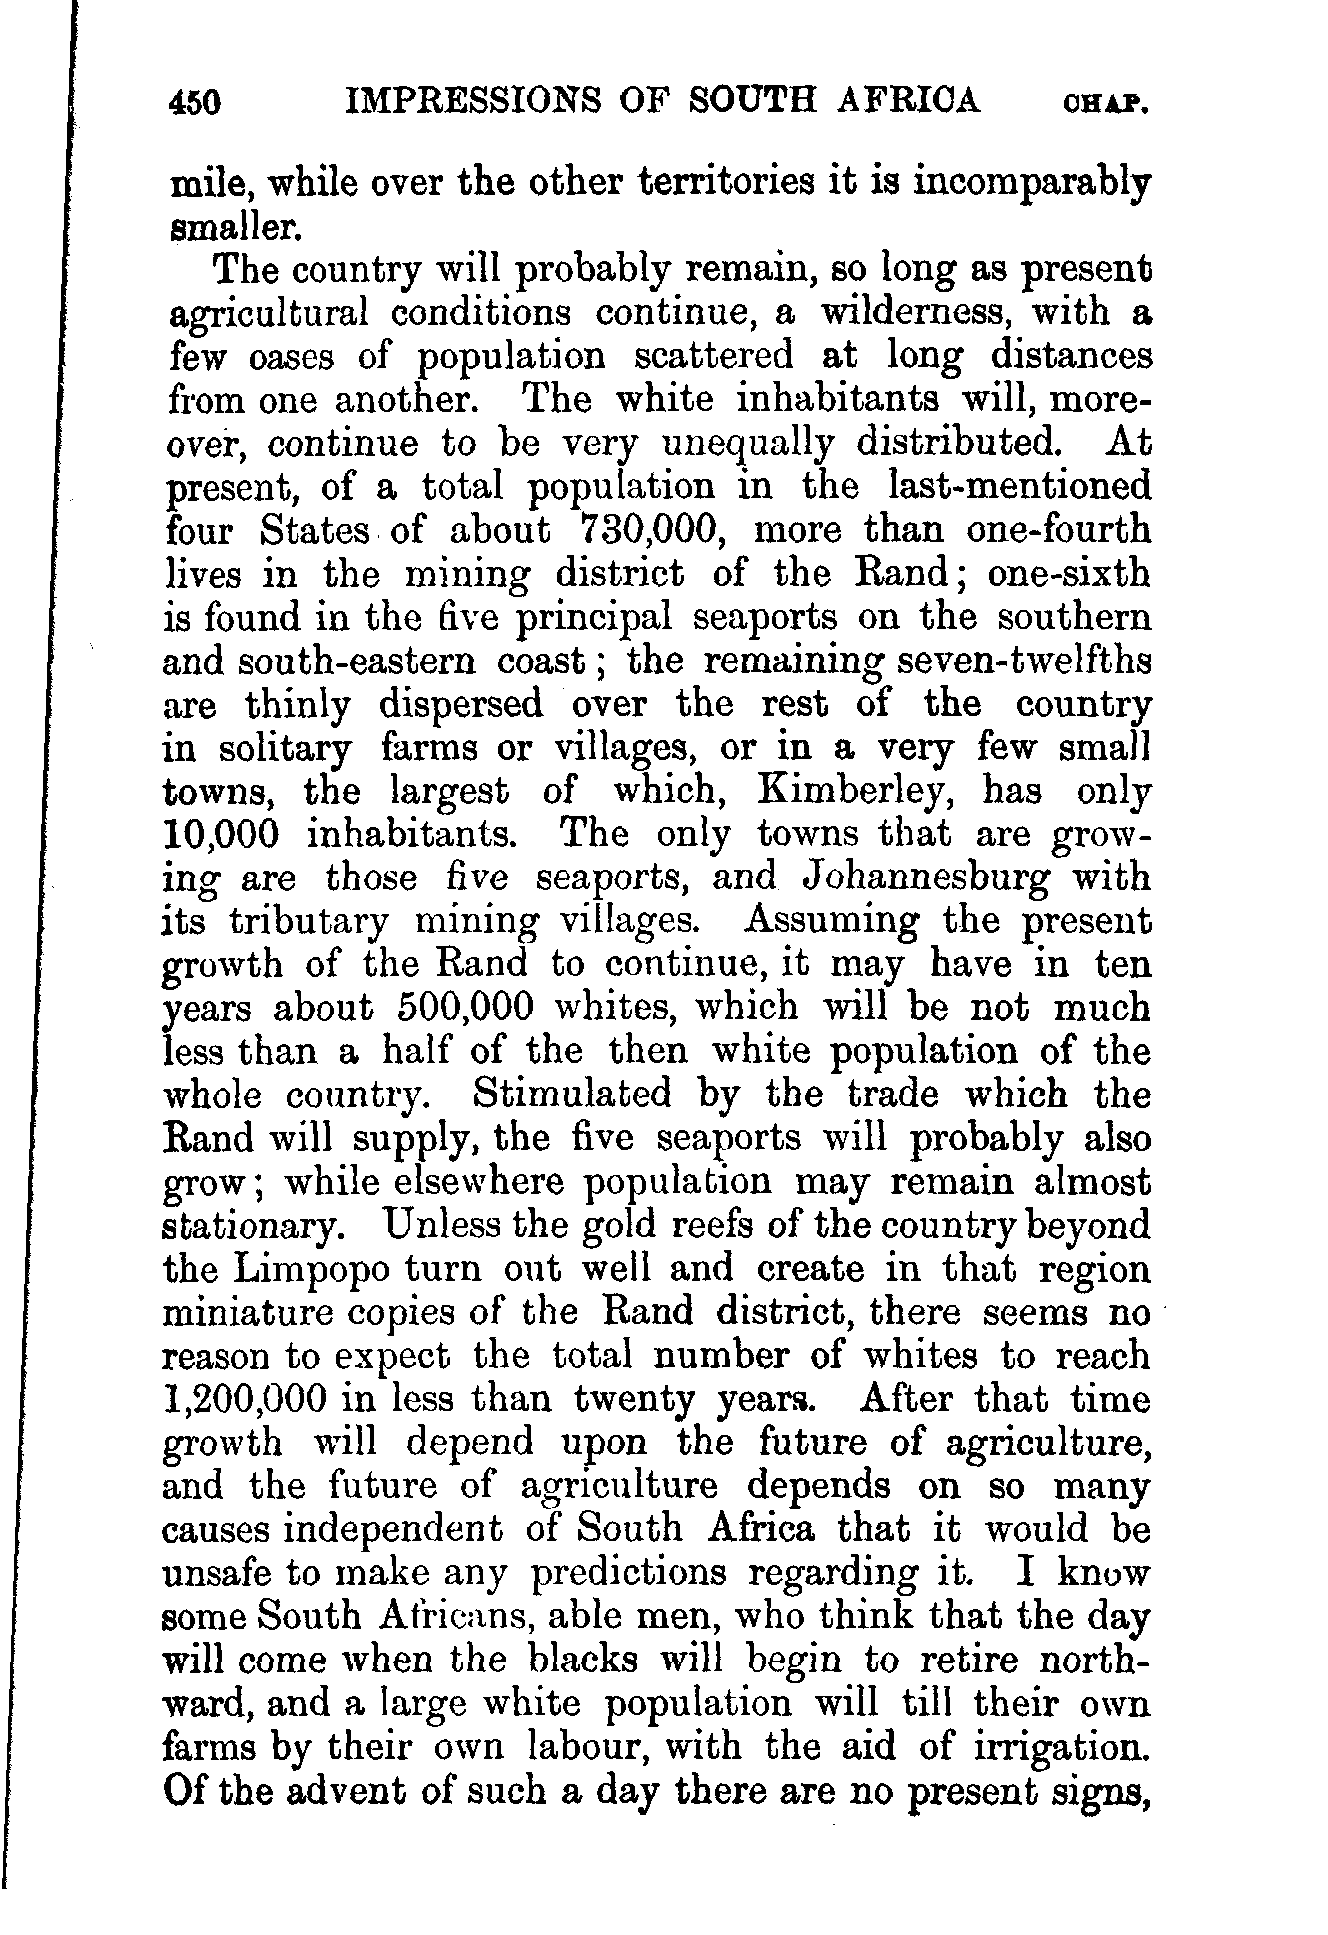 450 IMPRESSIONS OF SOUTH AFRICA CHAP.
mile, while over the other territories it is incomparably
smaller.
The country will probably remain, so long as present
agricultural conditions continue, a wilderness, with a
few oases of population scattered at long distances
from one another. The white inhabitants will, more-
over, continue to be very unequally distributed. At
present, of a total population in the last-mentioned
four States of about 730,000, more than one-fourth
lives in the mining district of the Rand; one-sixth
is found in the five principal seaports on the southern
and south-eastern coast; the remaining seven-twelfths
are thinly dispersed over the rest of the country
in solitary farms or villages, or in a very few small
towns, the largest of which, Kimberley, has only
10,000 inhabitants. The only towns that are grow-
ing are those five seaports, and Johannesburg with
its tributary mining villages. Assuming the present
growth of the Rand to continue, it may have in ten
years about 500,000 whites, which will be not much
less than a half of the then white population of the
whole country. Stimulated by the trade which the
Rand will supply, the five seaports will probably also
grow; while elsewhere population may remain almost
stationary. Unless the gold reefs of the country beyond
the Limpopo turn out well and create in that region
miniature copies of the Rand district, there seems no
reason to expect the total number of whites to reach
1,200,000 in less than twenty years. After that time
growth will depend upon the future of agriculture,
and the future of agriculture depends on so many
causes independent of South Africa that it would be
unsafe to make any predictions regarding it. I know
some South Africans, able men, who think that the day
will come when the blacks will begin to retire north-
ward, and a large white population will till their own
farms by their own labour, with the aid of irrigation.
Of the advent of such a day there are no present signs,